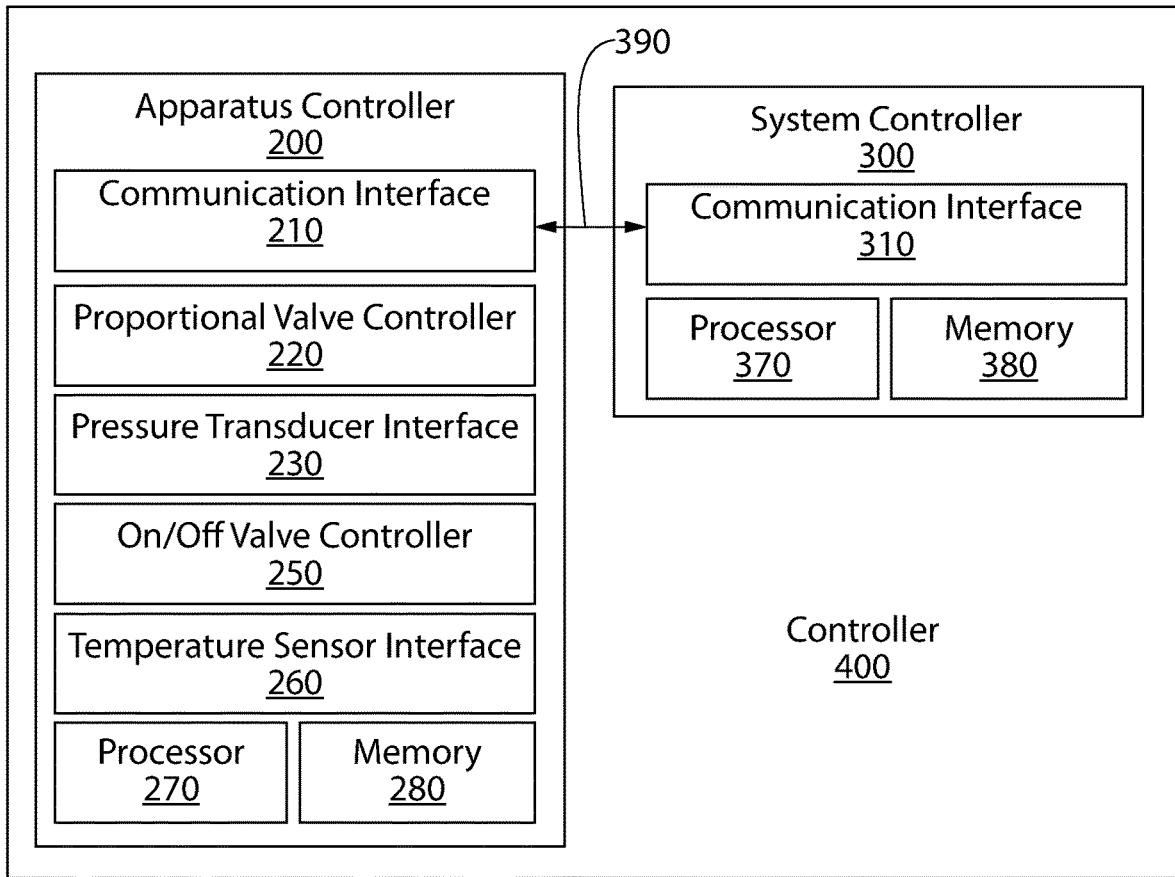 390
Apparatus Controller
200
Communication Interface
210
Proportional Valve Controller
220
Pressure Transducer Interface
230
On/Off Valve Controller
250
Temperature Sensor Interface
260
Processor
270
Memory
280
System Controller
300
Communication Interface
310
Processor
370
Memory
380
Controller
400